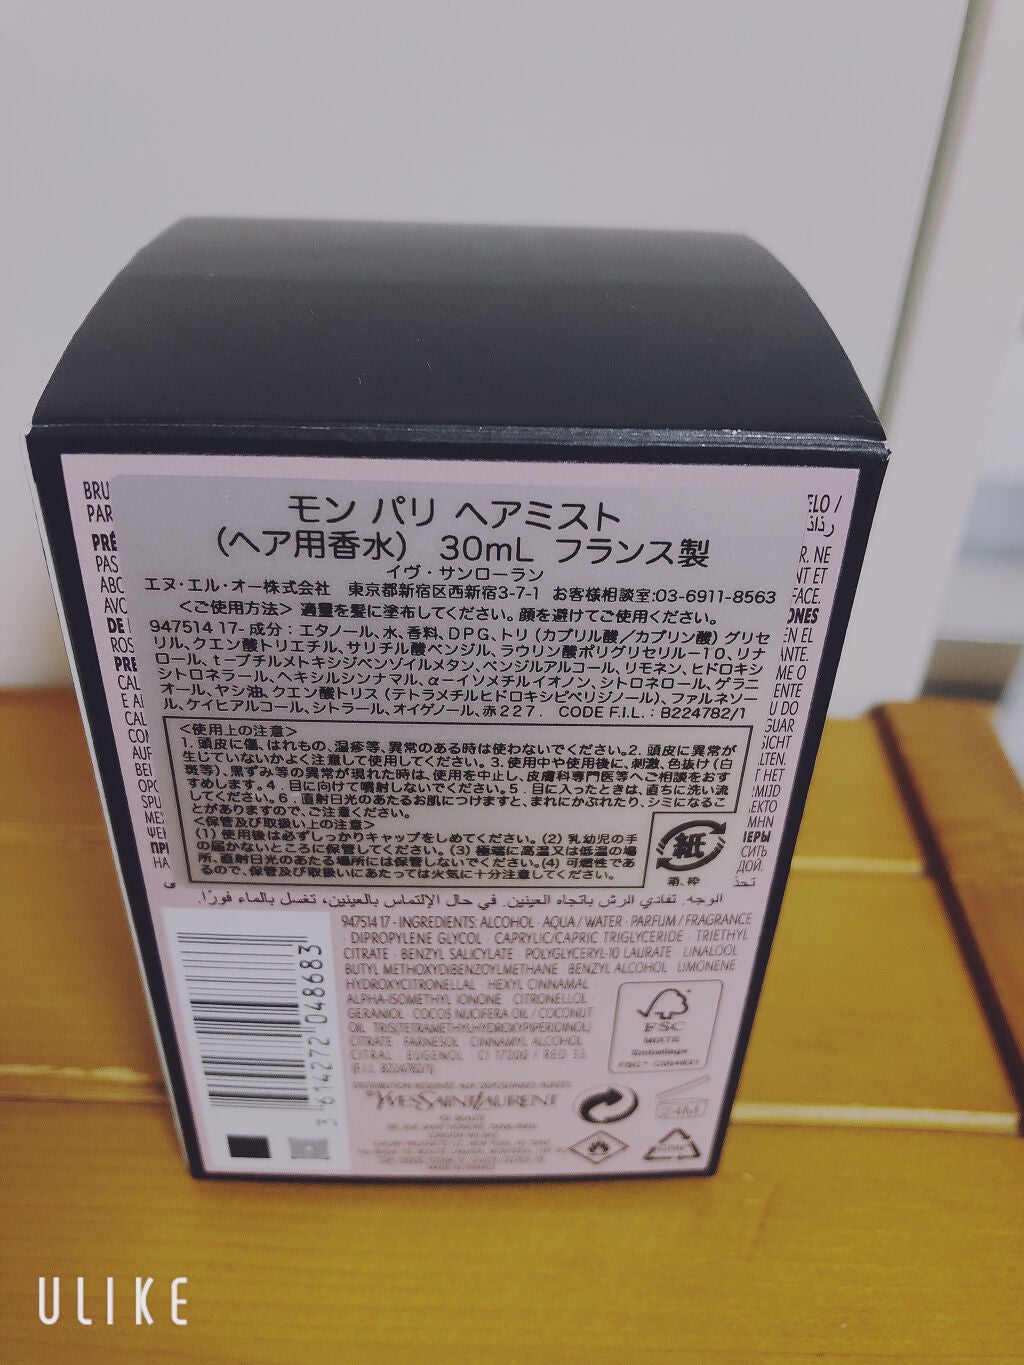 モン パリ ヘアミスト
（ヘア用香水） 30mL フランス製
イヴ・サンローラン
エヌ・エル・オー株式会社 東京都新宿区西新宿3-7-1 お客様相談室:03-6911-8563
＜ご使用方法＞ 適量を髪に塗布してください。顔を避けてご使用ください。
947514 17- 成分：エタノール、水、香料、DPG、トリ（カプリル酸／カプリン酸）グリセ
リル、クエン酸トリエチル、サリチル酸ベンジル、ラウリン酸ポリグリセリル－10、リナ
ロール、t－ブチルメトキシジベンゾイルメタン、ベンジルアルコール、リモネン、ヒドロキシ
シトロネラール、ヘキシルシンナマル、α－イソメチルイオノン、シトロネロール、ゲラニ
オール、ヤシ油、クエン酸トリス（テトラメチルヒドロキシピペリジノール）、ファルネソー
ル、ケイヒアルコール、シトラール、オイゲノール、赤227. CODE F.I.L.：B224782/1
＜使用上の注意＞
1．頭皮に傷、はれもの、湿疹等、異常のある時は使わないでください。2．頭皮に異常が
生じていないかよく注意して使用してください。3．使用中や使用後に、刺激、色抜け（白
斑等）、黒ずみ等の異常が現れた時は、使用を中止し、皮膚科専門医等へご相談をおす
すめします。4．目に向けて噴射しないでください。5．目に入ったときは、直ちに洗い流
してください。6．直射日光のあたるお肌につけますと、まれにかぶれたり、シミになるこ
とがありますので、ご注意ください。
＜保管及び取扱い上の注意＞
(1) 使用後は必ずしっかりキャップをしめてください。(2) 乳幼児の手
の届かないところに保管してください。(3) 極端に高温又は低温の場
所、直射日光のあたる場所には保管しないでください。(4) 可燃性であ
るので、保管及び取扱いにあたっては火気に十分注意してください。
紙
箱、枠
الوجه. تفادي الرش باتجاه العينين. في حال الإلتماس بالعينين، تغسل بالماء فورًا.
947514 17 - INGREDIENTS: ALCOHOL · AQUA / WATER · PARFUM / FRAGRANCE
· DIPROPYLENE GLYCOL · CAPRYLIC/CAPRIC TRIGLYCERIDE · TRIETHYL
CITRATE · BENZYL SALICYLATE · POLYGLYCERYL-10 LAURATE · LINALOOL
BUTYL METHOXYDIBENZOYLMETHANE · BENZYL ALCOHOL · LIMONENE
HYDROXYCITRONELLAL · HEXYL CINNAMAL ·
ALPHA-ISOMETHYL IONONE · CITRONELLOL ·
GERANIOL · COCOS NUCIFERA OIL / COCONUT
OIL · TRIS(TETRAMETHYLHYDROXYPIPERIDINOL)
CITRATE · FARNESOL · CINNAMYL ALCOHOL
CITRAL · EUGENOL · CI 17200 / RED 33
(F.I.L. B224782/1)
YVESSAINTLAURENT
3 614272 048683
FSC
MIXTE
Emballage
24M
ULIKE